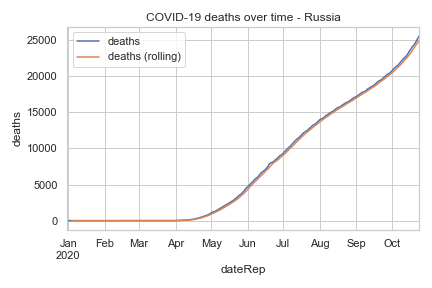 COVID-19 deaths over time - Russia
deaths
deaths (rolling)
25000
20000
15000
10000
5000
0
deaths
Jan Feb Mar Apr May Jun Jul Aug Sep Oct
2020
dateRep